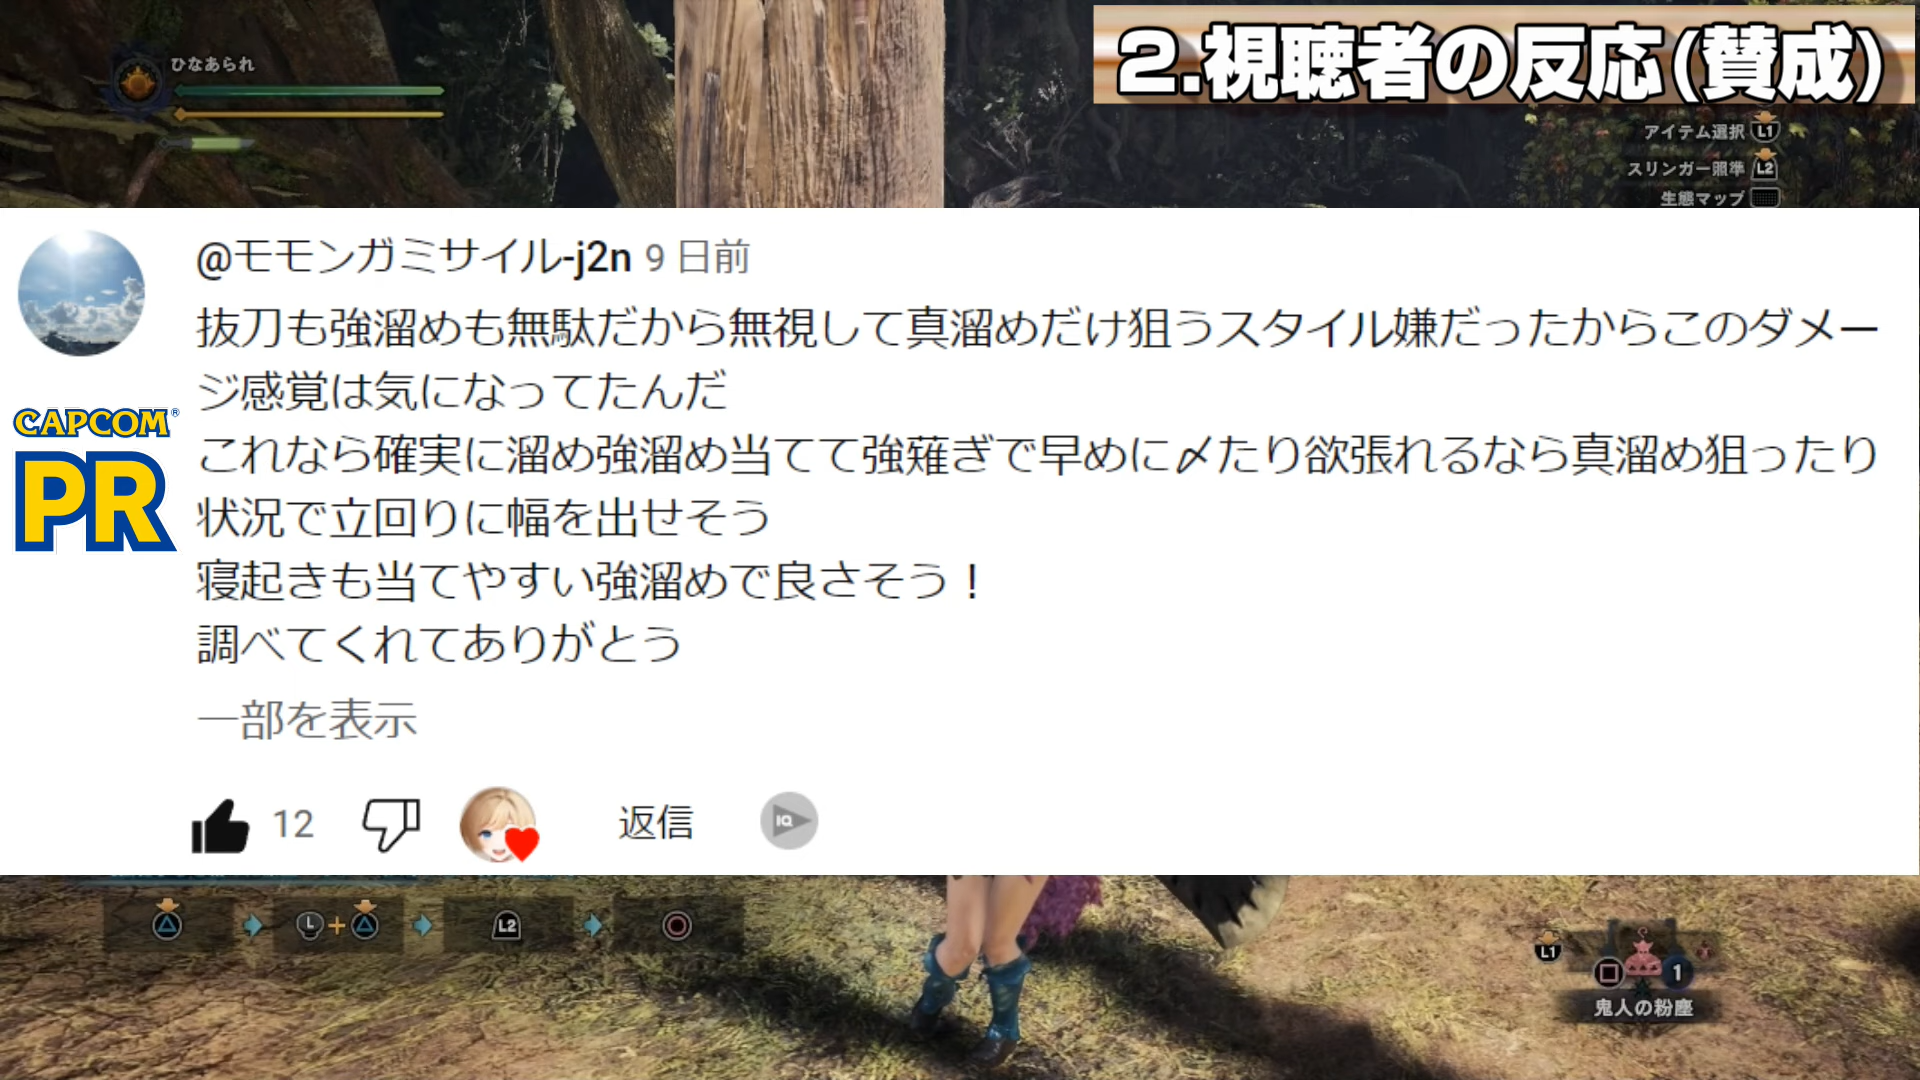 ひなあられ
2.視聴者の反応(賛成)
アイテム選択 L1
スリンガー照準 L2
生態マップ
@モモンガミサイル-j2n 9 日前
抜刀も強溜めも無駄だから無視して真溜めだけ狙うスタイル嫌だったからこのダメー
ジ感覚は気になってたんだ
これなら確実に溜め強溜め当てて強薙ぎで早めに〆たり欲張れるなら真溜め狙ったり
状況で立回りに幅を出せそう
寝起きも当てやすい強溜めで良さそう！
調べてくれてありがとう
CAPCOM®
PR
一部を表示
12
返信
IQ
L + L2
L1
1
鬼人の粉塵